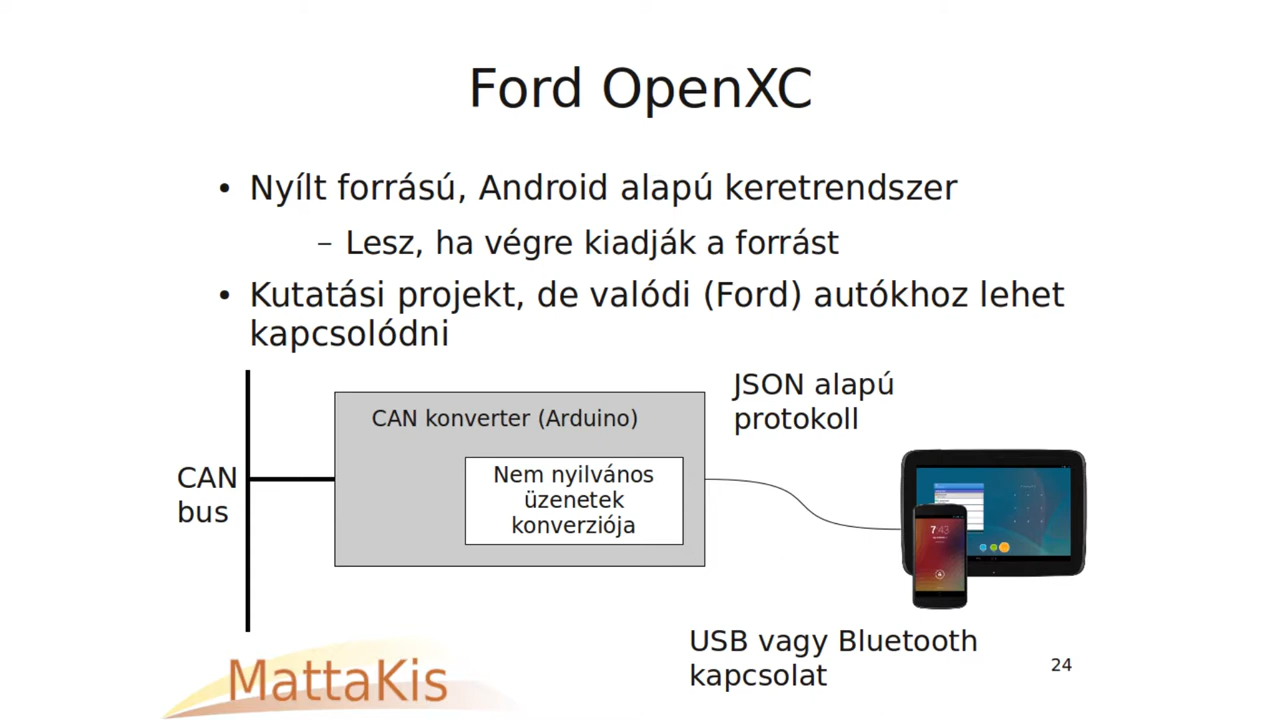 Ford OpenXC
• Nyílt forrású, Android alapú keretrendszer
– Lesz, ha végre kiadják a forrást
• Kutatási projekt, de valódi (Ford) autókhoz lehet
kapcsolódni
JSON alapú
protokoll
CAN konverter (Arduino)
Nem nyilvános
üzenetek
konverziója
CAN
bus
7:43
USB vagy Bluetooth
kapcsolat
MattaKis
24